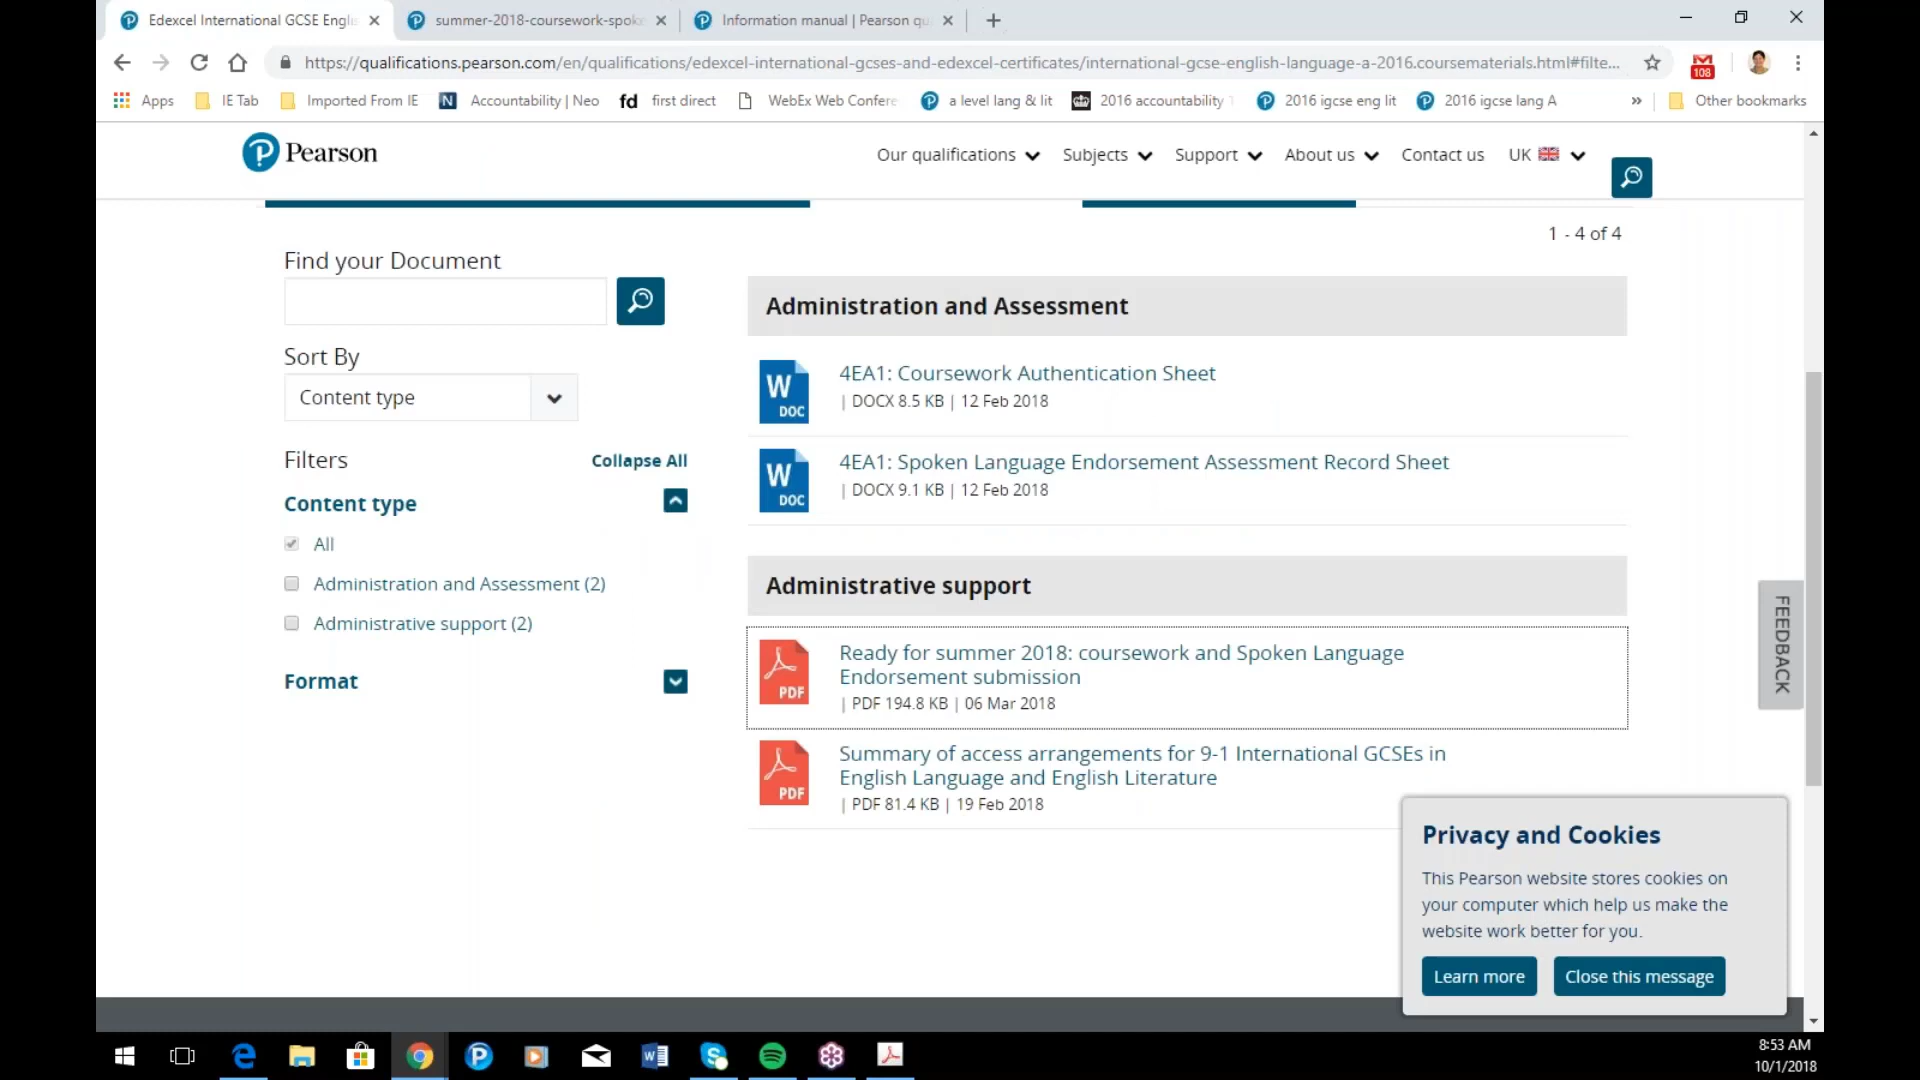 Edexcel International GCSE Engli
summer-2018-coursework-spok
Information manual | Pearson qu
https://qualifications.pearson.com/en/qualifications/edexcel-international-gcses-and-edexcel-certificates/international-gcse-english-language-a-2016.coursematerials.html#filte...
108
Apps
IE Tab
Imported From IE
N
Accountability | Neo
fd
first direct
WebEx Web Confere
a level lang & lit
2016 accountability
2016 igcse eng lit
2016 igcse lang A
»
Other bookmarks
Pearson
Our qualifications
Subjects
Support
About us
Contact us
UK
1 - 4 of 4
Find your Document
Sort By
Content type
Filters
Collapse All
Content type
All
Administration and Assessment (2)
Administrative support (2)
Format
Administration and Assessment
W
DOC
4EA1: Coursework Authentication Sheet
| DOCX 8.5 KB | 12 Feb 2018
W
DOC
4EA1: Spoken Language Endorsement Assessment Record Sheet
| DOCX 9.1 KB | 12 Feb 2018
Administrative support
PDF
Ready for summer 2018: coursework and Spoken Language
Endorsement submission
| PDF 194.8 KB | 06 Mar 2018
PDF
Summary of access arrangements for 9-1 International GCSEs in
English Language and English Literature
| PDF 81.4 KB | 19 Feb 2018
FEEDBACK
Privacy and Cookies
This Pearson website stores cookies on
your computer which help us make the
website work better for you.
Learn more
Close this message
8:53 AM
10/1/2018